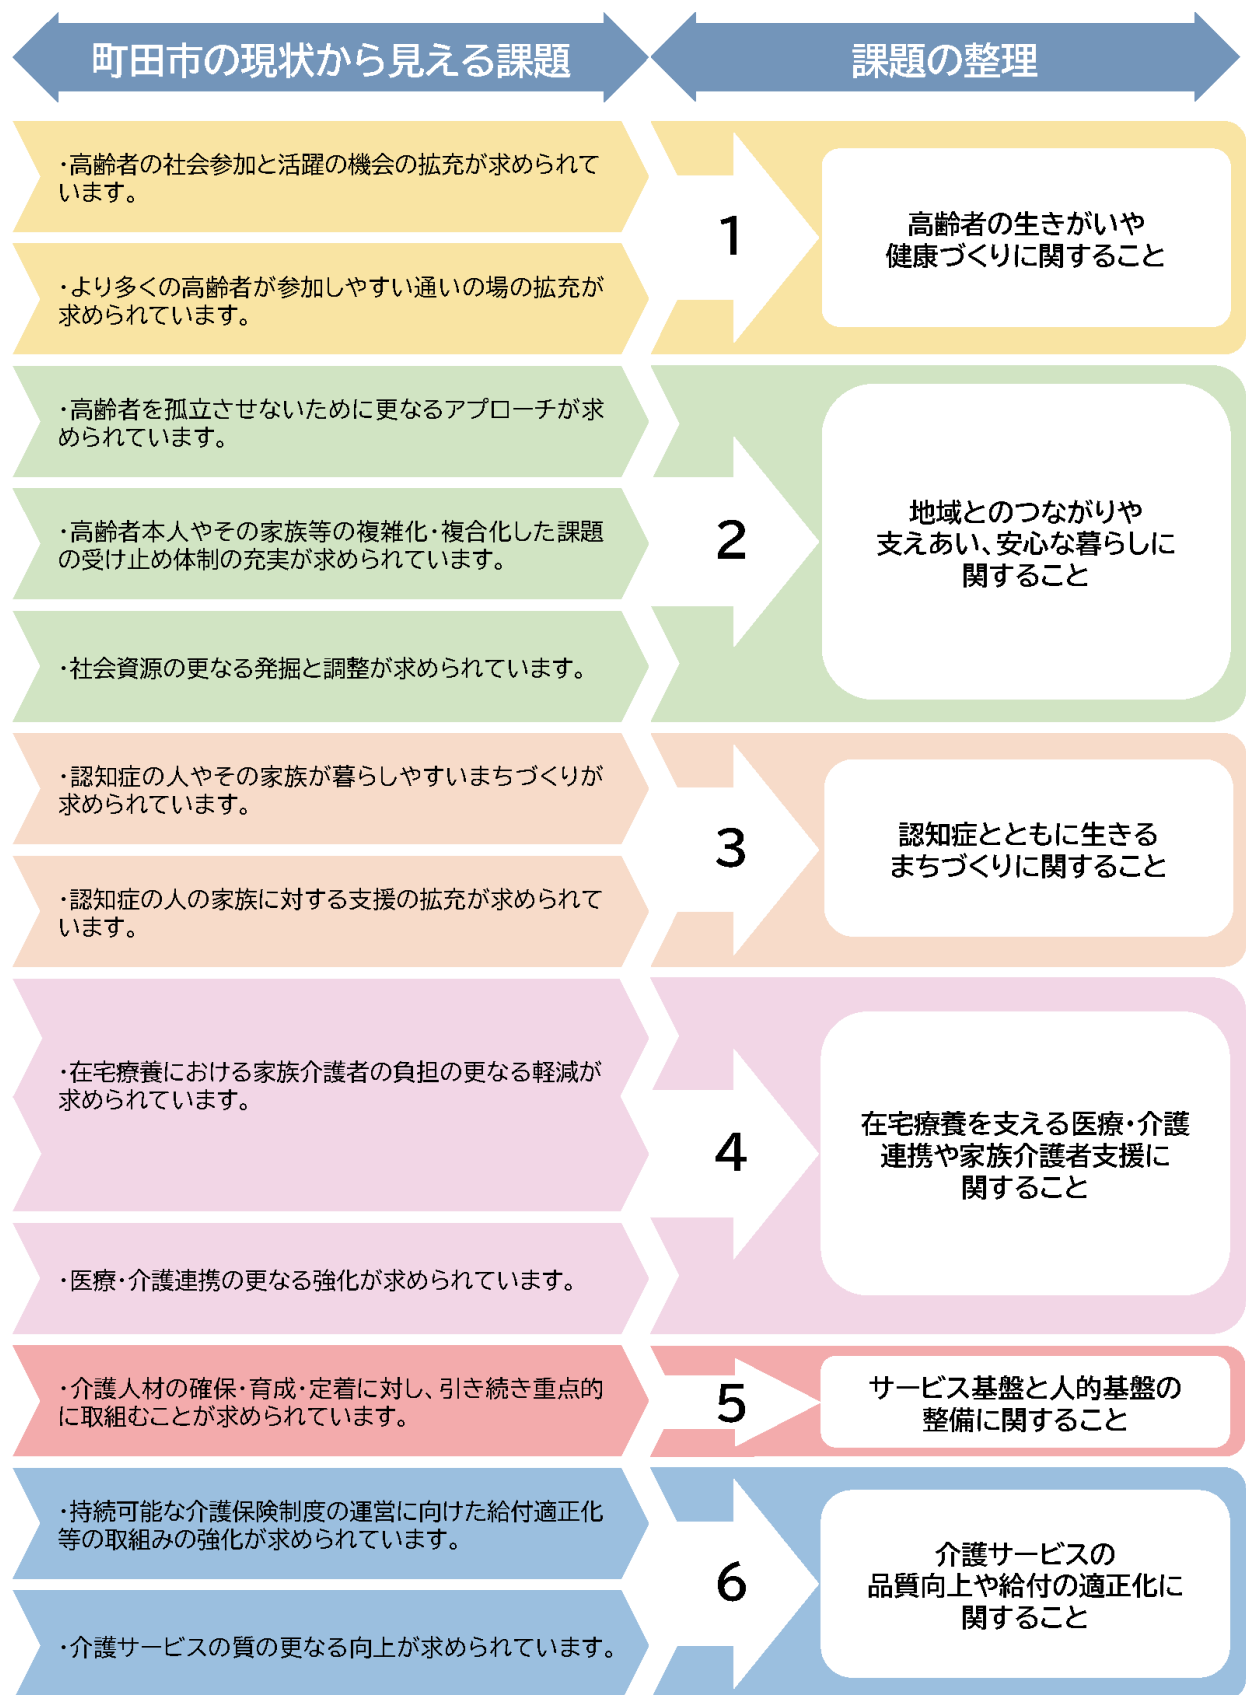 町田市の現状から見える課題
課題の整理
・高齢者の社会参加と活躍の機会の拡充が求められて
います。
・より多くの高齢者が参加しやすい通いの場の拡充が
求められています。
1
高齢者の生きがいや
健康づくりに関すること
・高齢者を孤立させないために更なるアプローチが求
められています。
・高齢者本人やその家族等の複雑化・複合化した課題
の受け止め体制の充実が求められています。
・社会資源の更なる発掘と調整が求められています。
2
地域とのつながりや
支えあい、安心な暮らしに
関すること
・認知症の人やその家族が暮らしやすいまちづくりが
求められています。
・認知症の人の家族に対する支援の拡充が求められて
います。
3
認知症とともに生きる
まちづくりに関すること
・在宅療養における家族介護者の負担の更なる軽減が
求められています。
・医療・介護連携の更なる強化が求められています。
4
在宅療養を支える医療・介護
連携や家族介護者支援に
関すること
・介護人材の確保・育成・定着に対し、引き続き重点的
に取組むことが求められています。
5
サービス基盤と人的基盤の
整備に関すること
・持続可能な介護保険制度の運営に向けた給付適正化
等の取組みの強化が求められています。
・介護サービスの質の更なる向上が求められています。
6
介護サービスの
品質向上や給付の適正化に
関すること